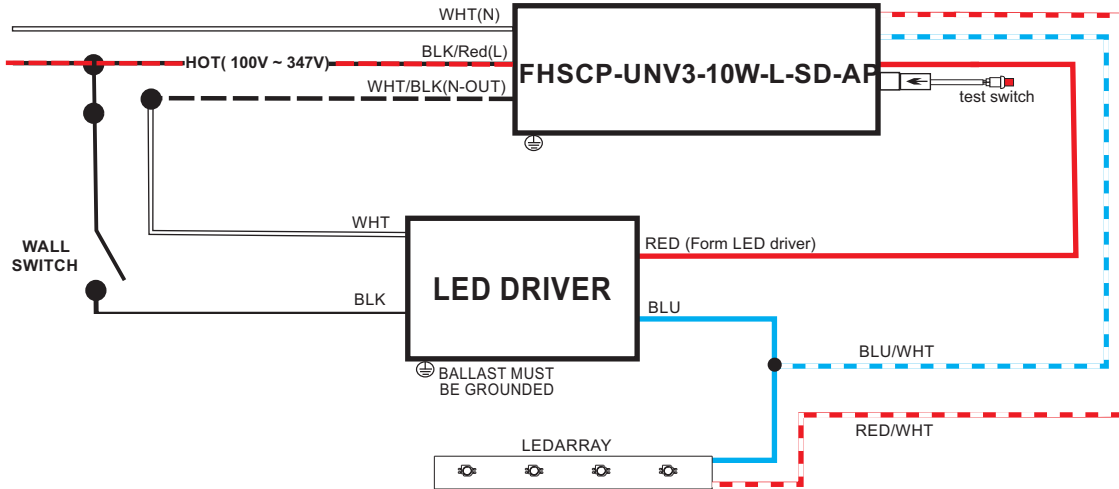 WHT(N)
BLK/Red(L)
HOT( 100V ~ 347V)
FHSCP-UNV3-10W-L-SD-AP
WHT/BLK(N-OUT)
test switch
WHT
RED (Form LED driver)
WALL
SWITCH
LED DRIVER
BLK
BLU
BLU/WHT
BALLAST MUST
BE GROUNDED
RED/WHT
LEDARRAY